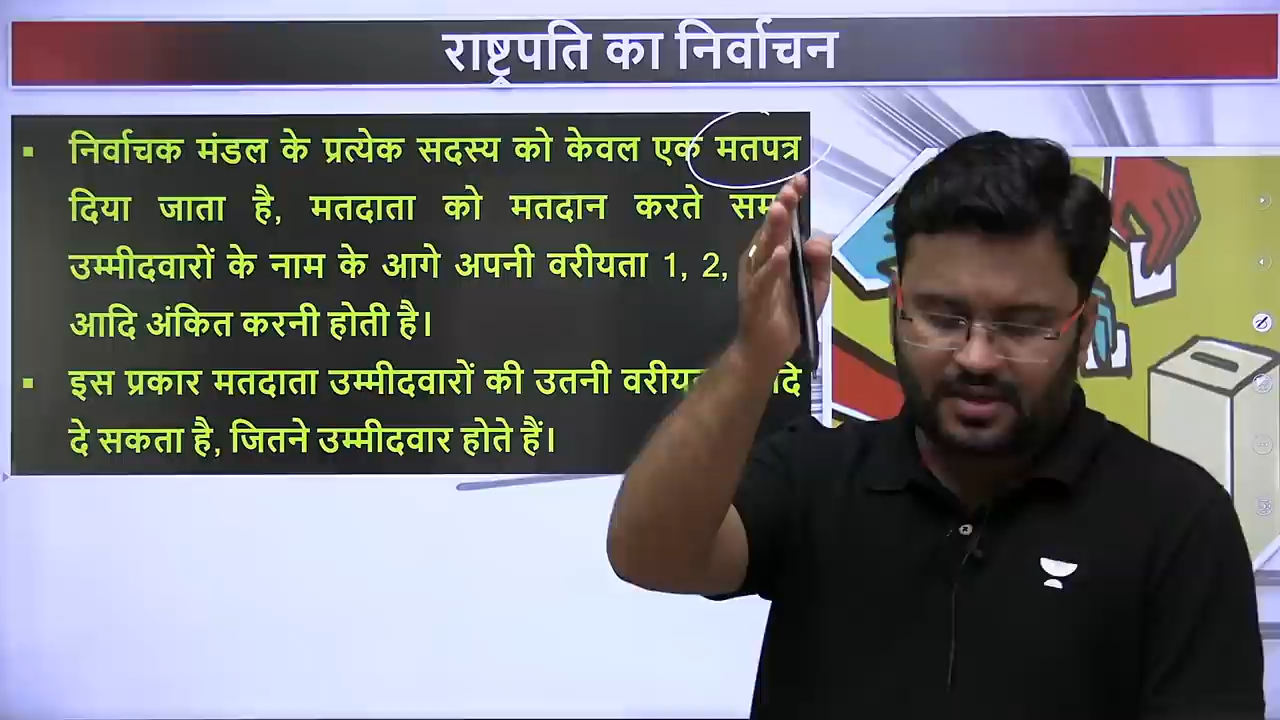 राष्ट्रपति का निर्वाचन
▪ निर्वाचक मंडल के प्रत्येक सदस्य को केवल एक मतपत्र
दिया जाता है, मतदाता को मतदान करते
उम्मीदवारों के नाम के आगे अपनी वरीयता 1, 2,
आदि अंकित करनी होती है।
▪ इस प्रकार मतदाता उम्मीदवारों की उतनी
दे सकता है, जितने उम्मीदवार होते हैं।